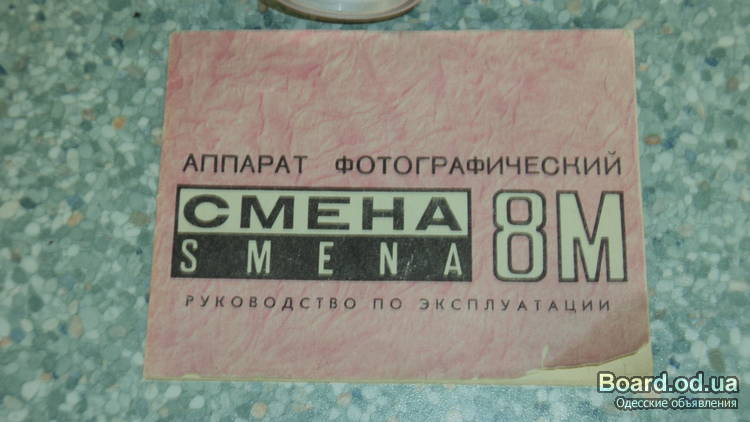 АППАРАТ ФОТОГРАФИЧЕСКИЙ
СМЕНА 8М
SMENA
РУКОВОДСТВО ПО ЭКСПЛУАТАЦИИ
Board.od.ua
Одесские объявления